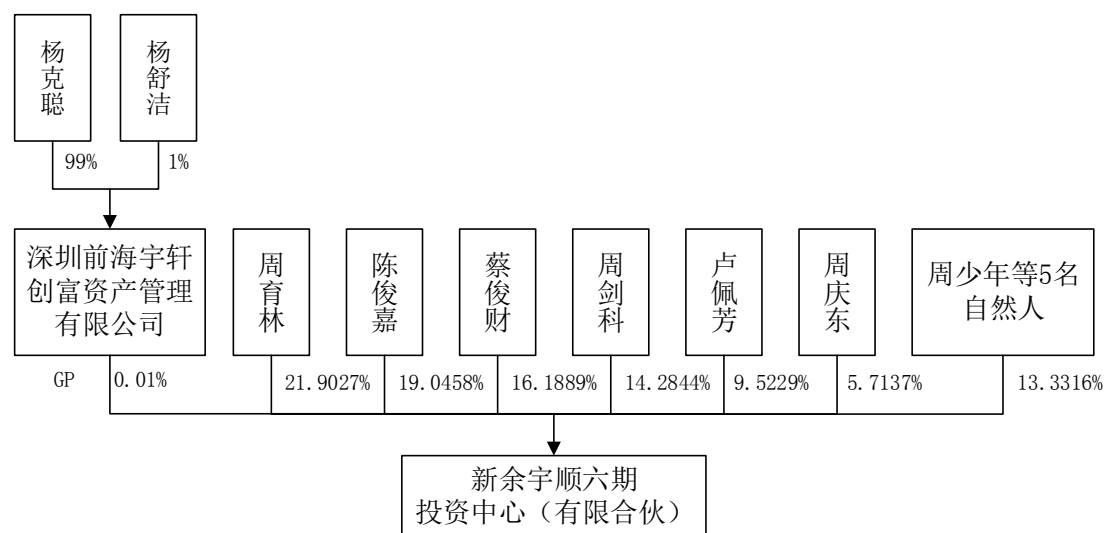 杨克聪
杨舒洁
99%
1%
深圳前海宇轩
创富资产管理
有限公司
周育林
陈俊嘉
蔡俊财
周剑科
卢佩芳
周庆东
周少年等5名
自然人
GP
0.01%
21.9027%
19.0458%
16.1889%
14.2844%
9.5229%
5.7137%
13.3316%
新余宇顺六期
投资中心（有限合伙）